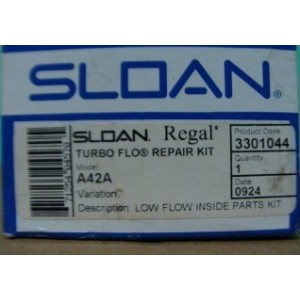 SLOAN®
SLOAN. Regal®
TURBO FLO® REPAIR KIT
Model
A42A
Variation:
Description: LOW FLOW INSIDE PARTS KIT
Product Code
3301044
Quantity
1
Date
0924